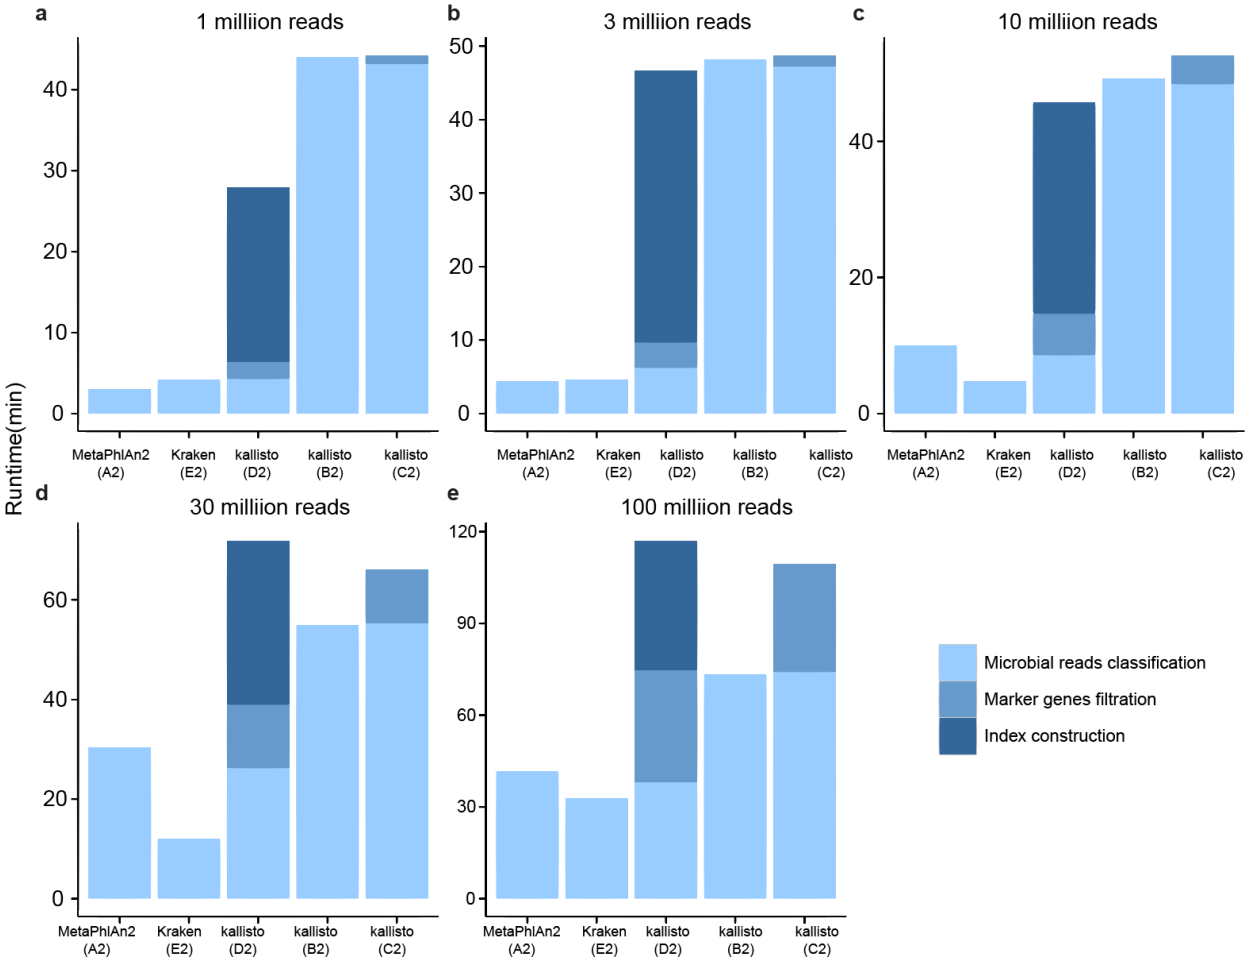 a
1 milliion reads
40
30
20
10
0
MetaPhlAn2 Kraken kallisto kallisto kallisto
(A2) (E2) (D2) (B2) (C2)
b
3 milliion reads
50
40
30
20
10
0
MetaPhlAn2 Kraken kallisto kallisto kallisto
(A2) (E2) (D2) (B2) (C2)
c
10 milliion reads
40
20
0
MetaPhlAn2 Kraken kallisto kallisto kallisto
(A2) (E2) (D2) (B2) (C2)
Runtime(min)
d
30 milliion reads
60
40
20
0
MetaPhlAn2 Kraken kallisto kallisto kallisto
(A2) (E2) (D2) (B2) (C2)
e
100 milliion reads
120
90
60
30
0
MetaPhlAn2 Kraken kallisto kallisto kallisto
(A2) (E2) (D2) (B2) (C2)
Microbial reads classification
Marker genes filtration
Index construction